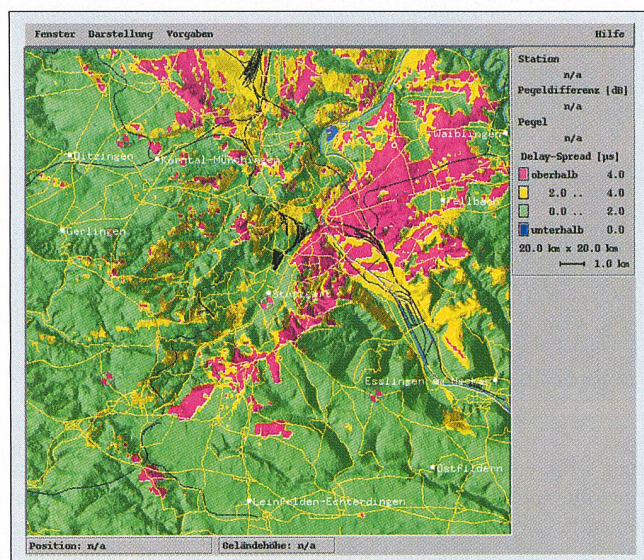 Fenster Darstellung Vorgaben Hilfe
Station
n/a
Pegeldifferenz [dB]
n/a
Pegel
n/a
Delay-Spread [µs]
oberhalb 4.0
2.0 .. 4.0
0.0 .. 2.0
unterhalb 0.0
20.0 km x 20.0 km
1.0 km
Waiblingen
Ditzingen
Korntal-Münchingen
Fellbach
Gerlingen
Stuttgart
Esslingen am Neckar
Ostfildern
Leinfelden-Echterdingen
Position: n/a
Geländehöhe: n/a